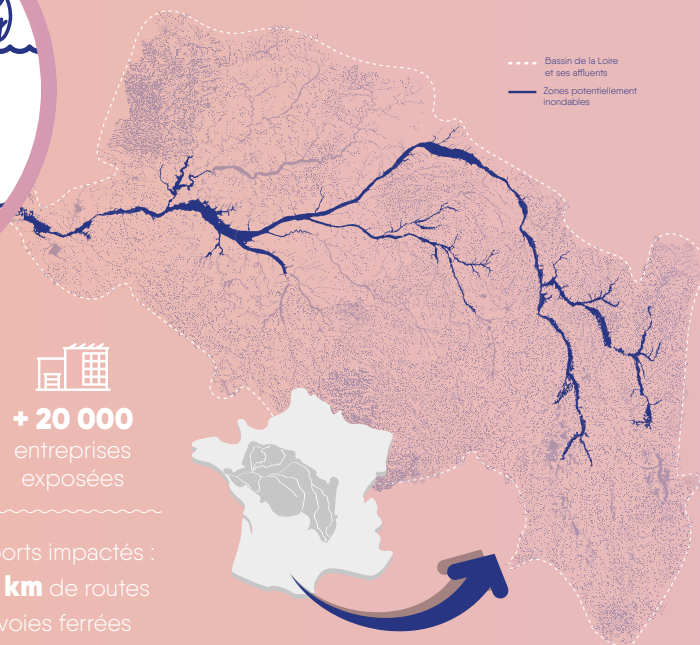 Bassin de la Loire
et ses affluents
Zones potentiellement
inondables
+ 20 000
entreprises
exposées
impactés :
km de routes
voies ferrées